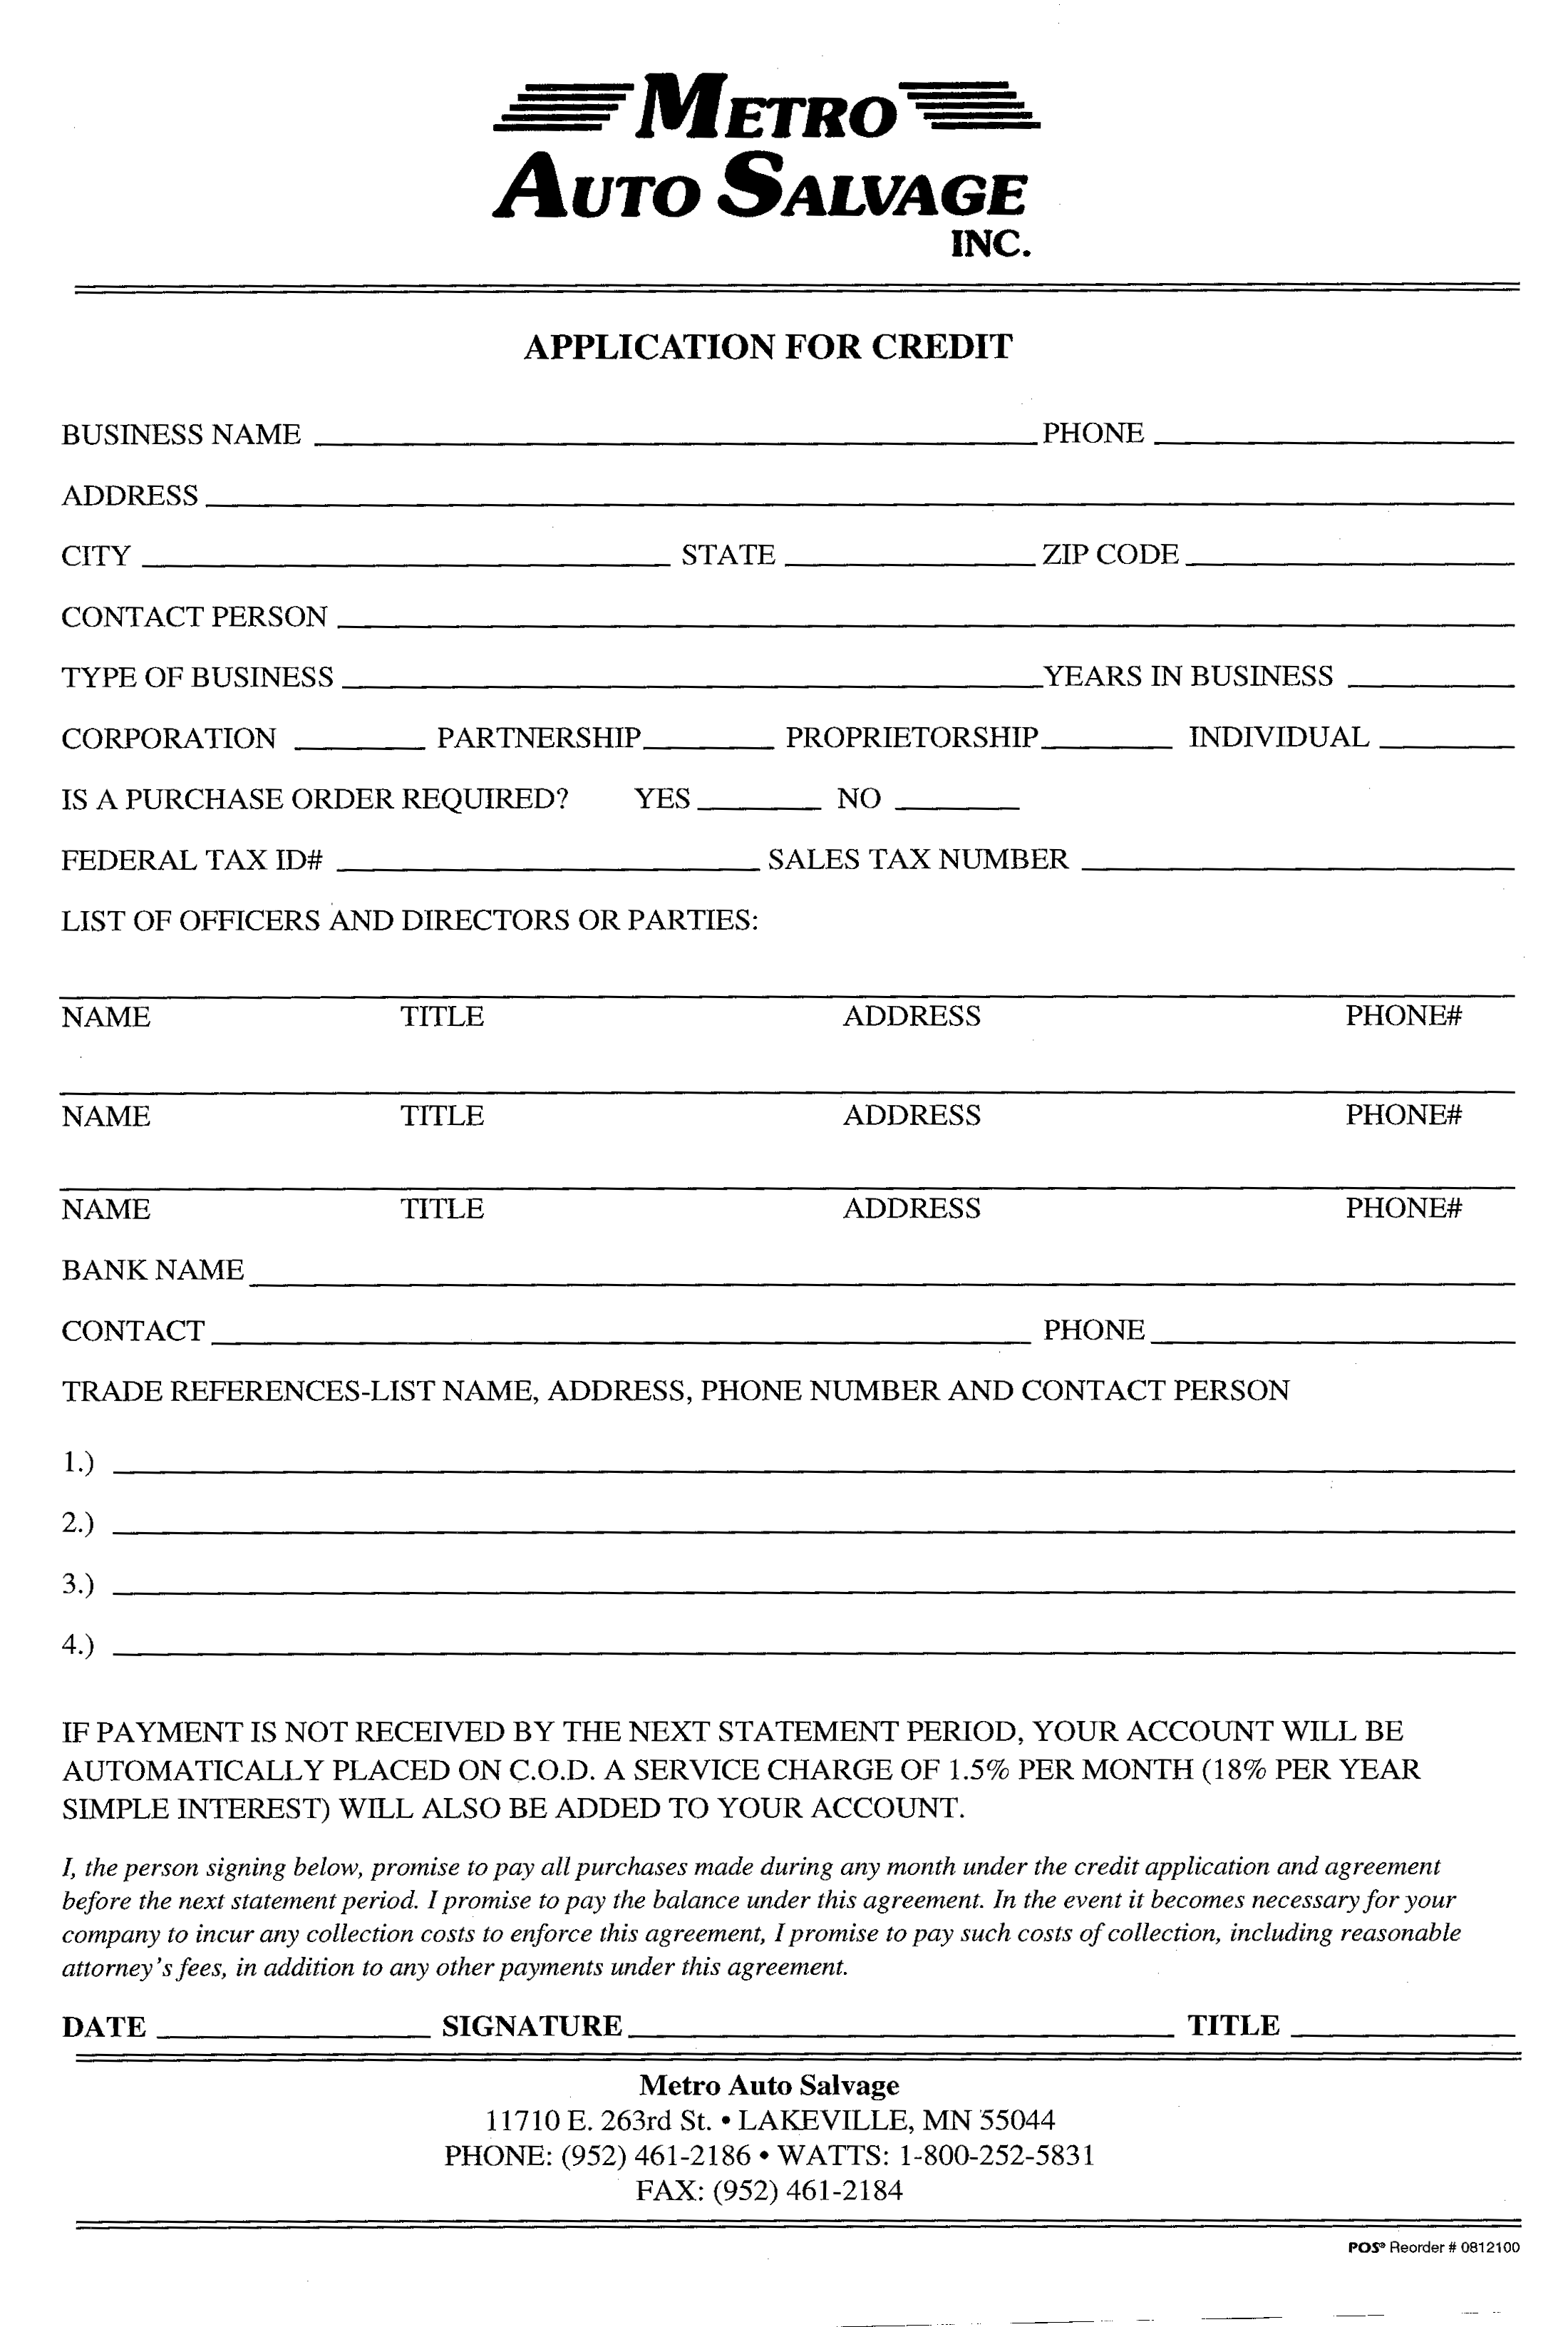 METRO
AUTO SALVAGE
INC.
APPLICATION FOR CREDIT
BUSINESS NAME PHONE
ADDRESS
CITY STATE ZIP CODE
CONTACT PERSON
TYPE OF BUSINESS YEARS IN BUSINESS
CORPORATION PARTNERSHIP PROPRIETORSHIP INDIVIDUAL
IS A PURCHASE ORDER REQUIRED? YES NO
FEDERAL TAX ID# SALES TAX NUMBER
LIST OF OFFICERS AND DIRECTORS OR PARTIES:
NAME TITLE ADDRESS PHONE#
NAME TITLE ADDRESS PHONE#
NAME TITLE ADDRESS PHONE#
BANK NAME
CONTACT PHONE
TRADE REFERENCES-LIST NAME, ADDRESS, PHONE NUMBER AND CONTACT PERSON
1.)
2.)
3.)
4.)
IF PAYMENT IS NOT RECEIVED BY THE NEXT STATEMENT PERIOD, YOUR ACCOUNT WILL BE
AUTOMATICALLY PLACED ON C.O.D. A SERVICE CHARGE OF 1.5% PER MONTH (18% PER YEAR
SIMPLE INTEREST) WILL ALSO BE ADDED TO YOUR ACCOUNT.
I, the person signing below, promise to pay all purchases made during any month under the credit application and agreement
before the next statement period. I promise to pay the balance under this agreement. In the event it becomes necessary for your
company to incur any collection costs to enforce this agreement, I promise to pay such costs of collection, including reasonable
attorney's fees, in addition to any other payments under this agreement.
DATE SIGNATURE TITLE
Metro Auto Salvage
11710 E. 263rd St. • LAKEVILLE, MN 55044
PHONE: (952) 461-2186 • WATTS: 1-800-252-5831
FAX: (952) 461-2184
POS® Reorder # 0812100